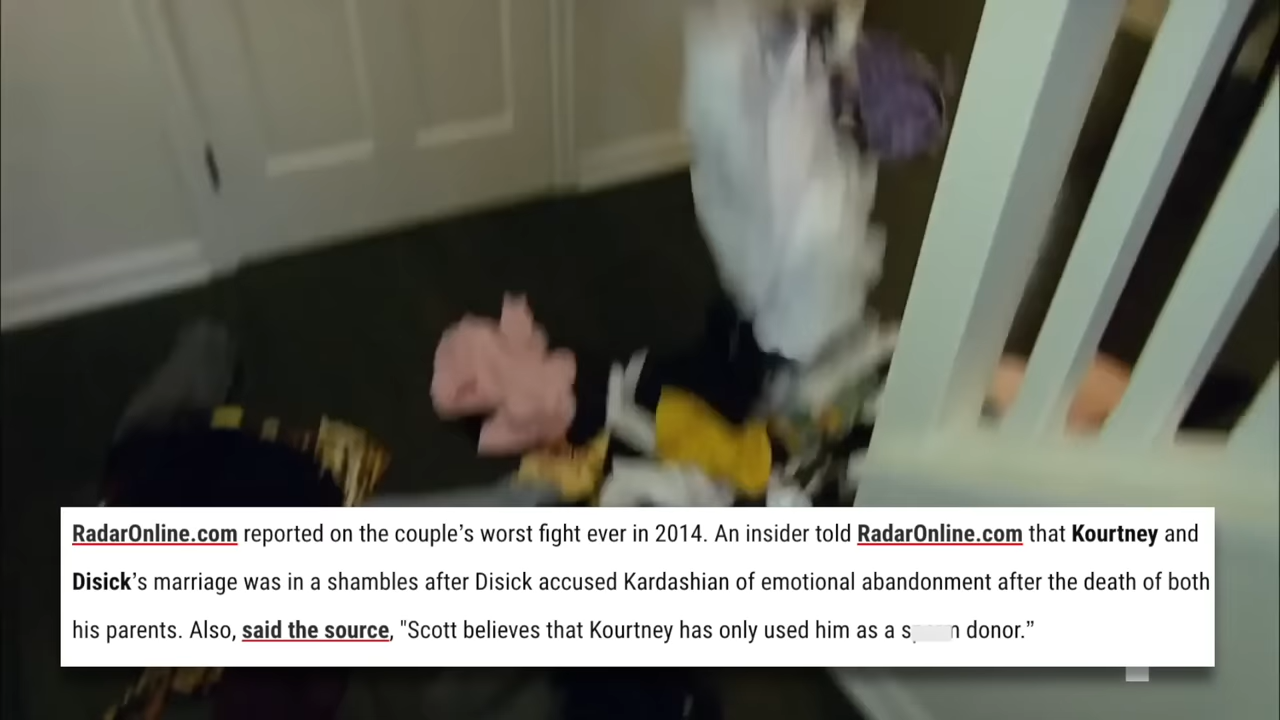 RadarOnline.com reported on the couple’s worst fight ever in 2014. An insider told RadarOnline.com that Kourtney and
Disick’s marriage was in a shambles after Disick accused Kardashian of emotional abandonment after the death of both
his parents. Also, said the source, "Scott believes that Kourtney has only used him as a donor.”